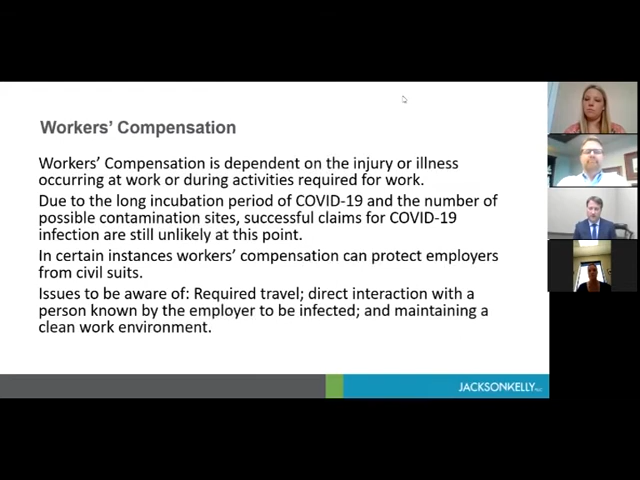 Workers' Compensation
Workers' Compensation is dependent on the injury or illness
occurring at work or during activities required for work.
Due to the long incubation period of COVID-19 and the number of
possible contamination sites, successful claims for COVID-19
infection are still unlikely at this point.
In certain instances workers' compensation can protect employers
from civil suits.
Issues to be aware of: Required travel; direct interaction with a
person known by the employer to be infected; and maintaining a
clean work environment.
JACKSONKELLY